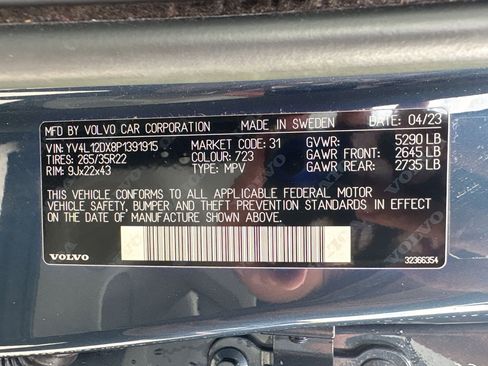 MFD BY VOLVO CAR CORPORATION MADE IN SWEDEN DATE: 04/23
VIN: YV4L12DX8P1391915 MARKET CODE: 31 GVWR: 5290 LB
TIRES: 265/35R22 COLOUR: 723 GAWR FRONT: 2645 LB
RIM: 9Jx22x43 TYPE: MPV GAWR REAR: 2735 LB
THIS VEHICLE CONFORMS TO ALL APPLICABLE FEDERAL MOTOR
VEHICLE SAFETY, BUMPER AND THEFT PREVENTION STANDARDS IN EFFECT
ON THE DATE OF MANUFACTURE SHOWN ABOVE.
VOLVO 32366354